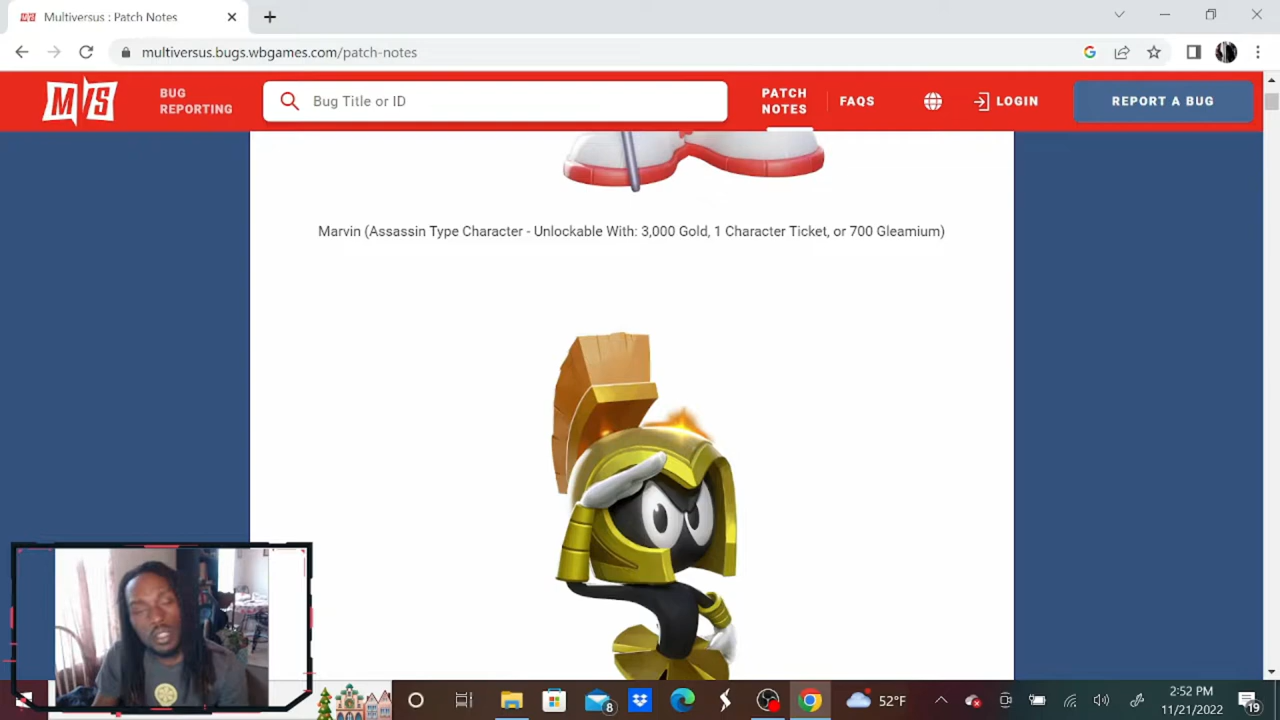 Multiversus : Patch Notes
multiversus.bugs.wbgames.com/patch-notes
M/S
BUG
REPORTING
Bug Title or ID
PATCH
NOTES
FAQS
LOGIN
REPORT A BUG
Marvin (Assassin Type Character - Unlockable With: 3,000 Gold, 1 Character Ticket, or 700 Gleamium)
8
52°F
2:52 PM
11/21/2022
19